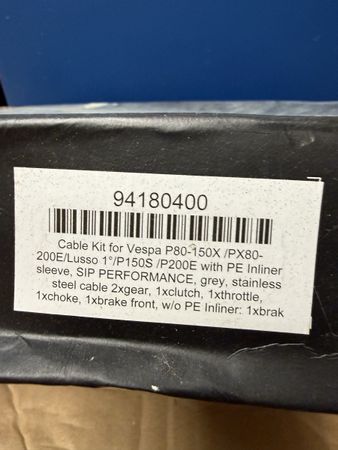 94180400
Cable Kit for Vespa P80-150X /PX80-
200E/Lusso 1°/P150S /P200E with PE Inliner
sleeve, SIP PERFORMANCE, grey, stainless
steel cable 2xgear, 1xclutch, 1xthrottle,
1xchoke, 1xbrake front, w/o PE Inliner: 1xbrak